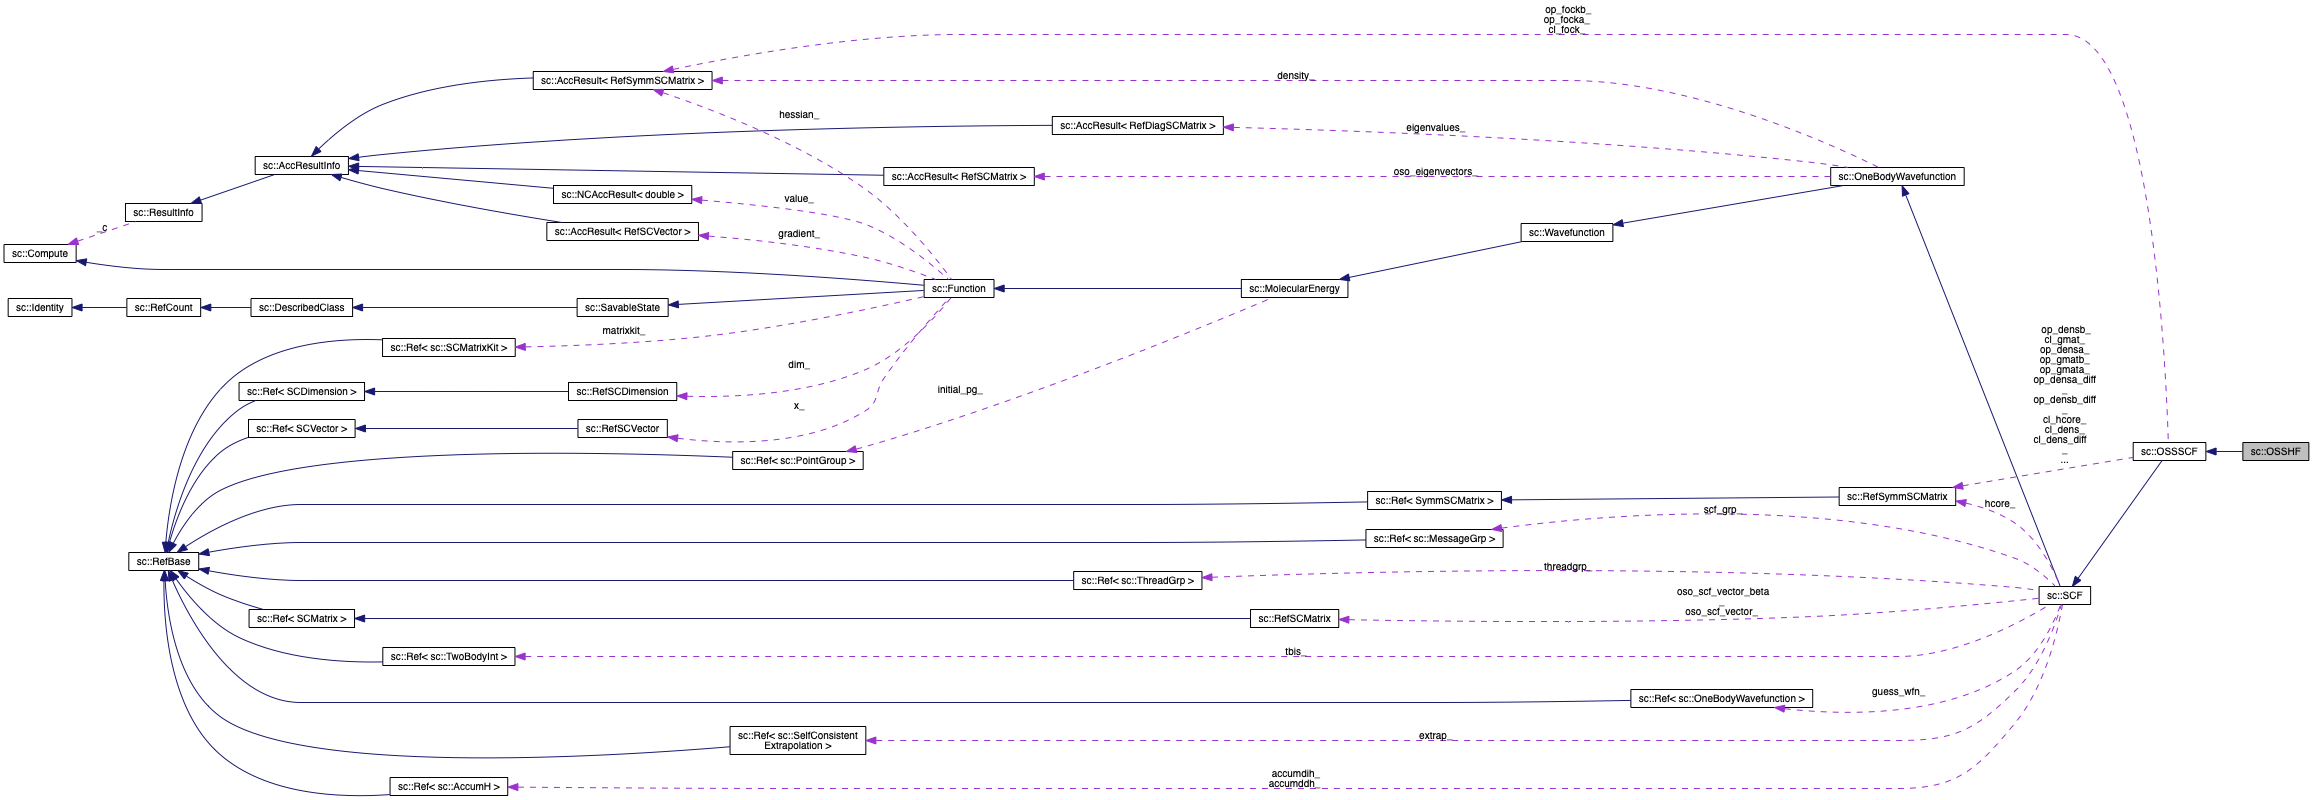 op_fockb_
op_focka_
cl_fock_
sc::AccResult< RefSymmSCMatrix >
density_
hessian_
sc::AccResult< RefDiagSCMatrix >
eigenvalues_
sc::AccResultInfo
sc::AccResult< RefSCMatrix >
oso_eigenvectors_
sc::OneBodyWavefunction
sc::NCAccResult< double >
value_
sc::ResultInfo
_c
sc::AccResult< RefSCVector >
gradient_
sc::Wavefunction
sc::Compute
sc::Function
sc::MolecularEnergy
sc::Identity
sc::RefCount
sc::DescribedClass
sc::SavableState
matrixkit_
sc::Ref< sc::SCMatrixKit >
op_densb_
cl_gmat_
op_densa_
op_gmatb_
op_gmata_
op_densa_diff
_
op_densb_diff
_
cl_hcore_
cl_dens_
cl_dens_diff
_
...
dim_
sc::Ref< SCDimension >
sc::RefSCDimension
initial_pg_
x_
sc::Ref< SCVector >
sc::RefSCVector
sc::Ref< sc::PointGroup >
sc::OSSSCF
sc::OSSHF
sc::Ref< SymmSCMatrix >
sc::RefSymmSCMatrix
hcore_
scf_grp_
sc::Ref< sc::MessageGrp >
sc::RefBase
threadgrp_
sc::Ref< sc::ThreadGrp >
oso_scf_vector_beta
_
oso_scf_vector_
sc::SCF
sc::Ref< SCMatrix >
sc::RefSCMatrix
sc::Ref< sc::TwoBodyInt >
tbis_
guess_wfn_
sc::Ref< sc::OneBodyWavefunction >
sc::Ref< sc::SelfConsistent
Extrapolation >
extrap_
accumdih_
accumddh_
sc::Ref< sc::AccumH >